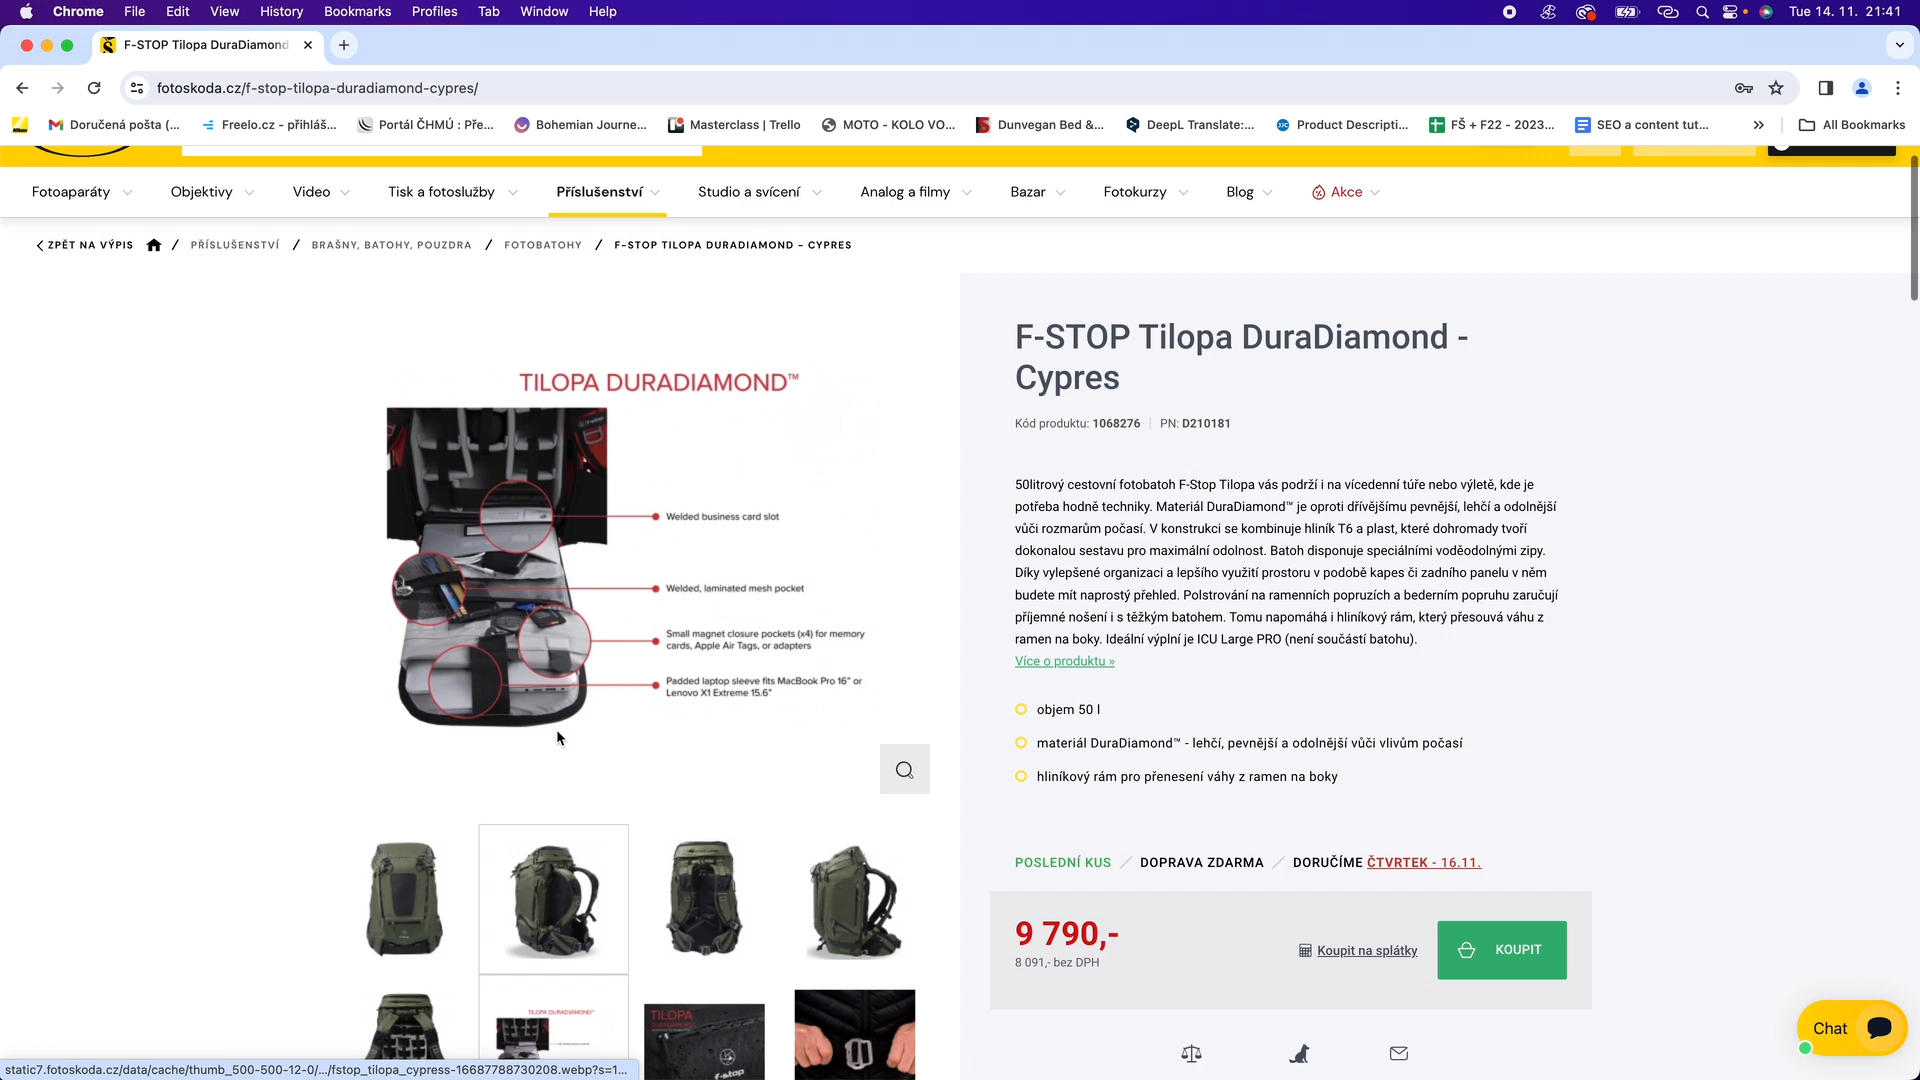 Chrome File Edit View History Bookmarks Profiles Tab Window Help Tue 14. 11. 21:41
F-STOP Tilopa DuraDiamond
fotoskoda.cz/f-stop-tilopa-duradiamond-cypres/
Doručená pošta (... Freelo.cz - přihláš... Portál ČHMÚ : Pře... Bohemian Journe... Masterclass | Trello MOTO - KOLO VO... Dunvegan Bed &... DeepL Translate:... Product Descripti... FŠ + F22 - 2023... SEO a content tut... » All Bookmarks
Fotoaparáty Objektivy Video Tisk a fotoslužby Příslušenství Studio a svícení Analog a filmy Bazar Fotokurzy Blog Akce
ZPĚT NA VÝPIS / PŘÍSLUŠENSTVÍ / BRAŠNY, BATOHY, POUZDRA / FOTOBATOHY / F-STOP TILOPA DURADIAMOND - CYPRES
TILOPA DURADIAMOND™
Welded business card slot
Welded, laminated mesh pocket
Small magnet closure pockets (x4) for memory
cards, Apple Air Tags, or adapters
Padded laptop sleeve fits MacBook Pro 16" or
Lenovo X1 Extreme 15.6"
F-STOP Tilopa DuraDiamond -
Cypres
Kód produktu: 1068276 PN: D210181
50litrový cestovní fotobatoh F-Stop Tilopa vás podrží i na vícedenní túře nebo výletě, kde je
potřeba hodně techniky. Materiál DuraDiamond™ je oproti dřívějšímu pevnější, lehčí a odolnější
vůči rozmarům počasí. V konstrukci se kombinuje hliník T6 a plast, které dohromady tvoří
dokonalou sestavu pro maximální odolnost. Batoh disponuje speciálními voděodolnými zipy.
Díky vylepšené organizaci a lepšího využití prostoru v podobě kapes či zadního panelu v něm
budete mít naprostý přehled. Polstrování na ramenních popruzích a bederním popruhu zaručují
příjemné nošení i s těžkým batohem. Tomu napomáhá i hliníkový rám, který přesouvá váhu z
ramen na boky. Ideální výplní je ICU Large PRO (není součástí batohu).
Více o produktu »
objem 50 l
materiál DuraDiamond™ - lehčí, pevnější a odolnější vůči vlivům počasí
hliníkový rám pro přenesení váhy z ramen na boky
POSLEDNÍ KUS / DOPRAVA ZDARMA / DORUČÍME ČTVRTEK - 16.11.
9 790,-
8 091,- bez DPH
Koupit na splátky
KOUPIT
TILOPA DURADIAMOND™
TILOPA
f-stop
Chat
static7.fotoskoda.cz/data/cache/thumb_500-500-12-0/.../fstop_tilopa_cypress-16687788730208.webp?s=1...